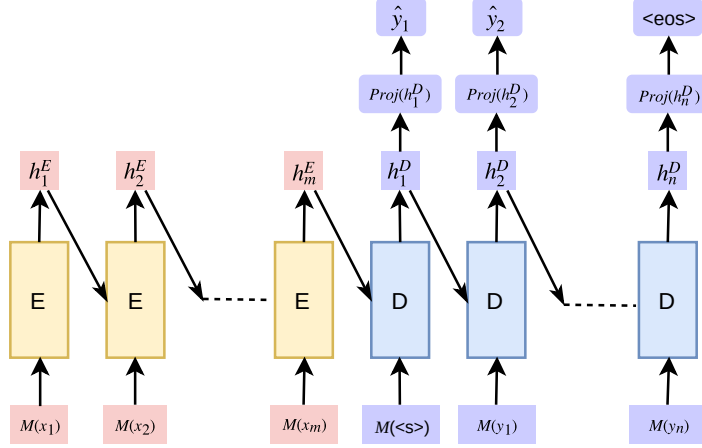 ŷ₁ ŷ₂ <eos>
Proj(h₁ᴰ) Proj(h₂ᴰ) Proj(hₙᴰ)
h₁ᴱ h₂ᴱ hₘᴱ h₁ᴰ h₂ᴰ hₙᴰ
E E E D D D
M(x₁) M(x₂) M(xₘ) M(<s>) M(y₁) M(yₙ)